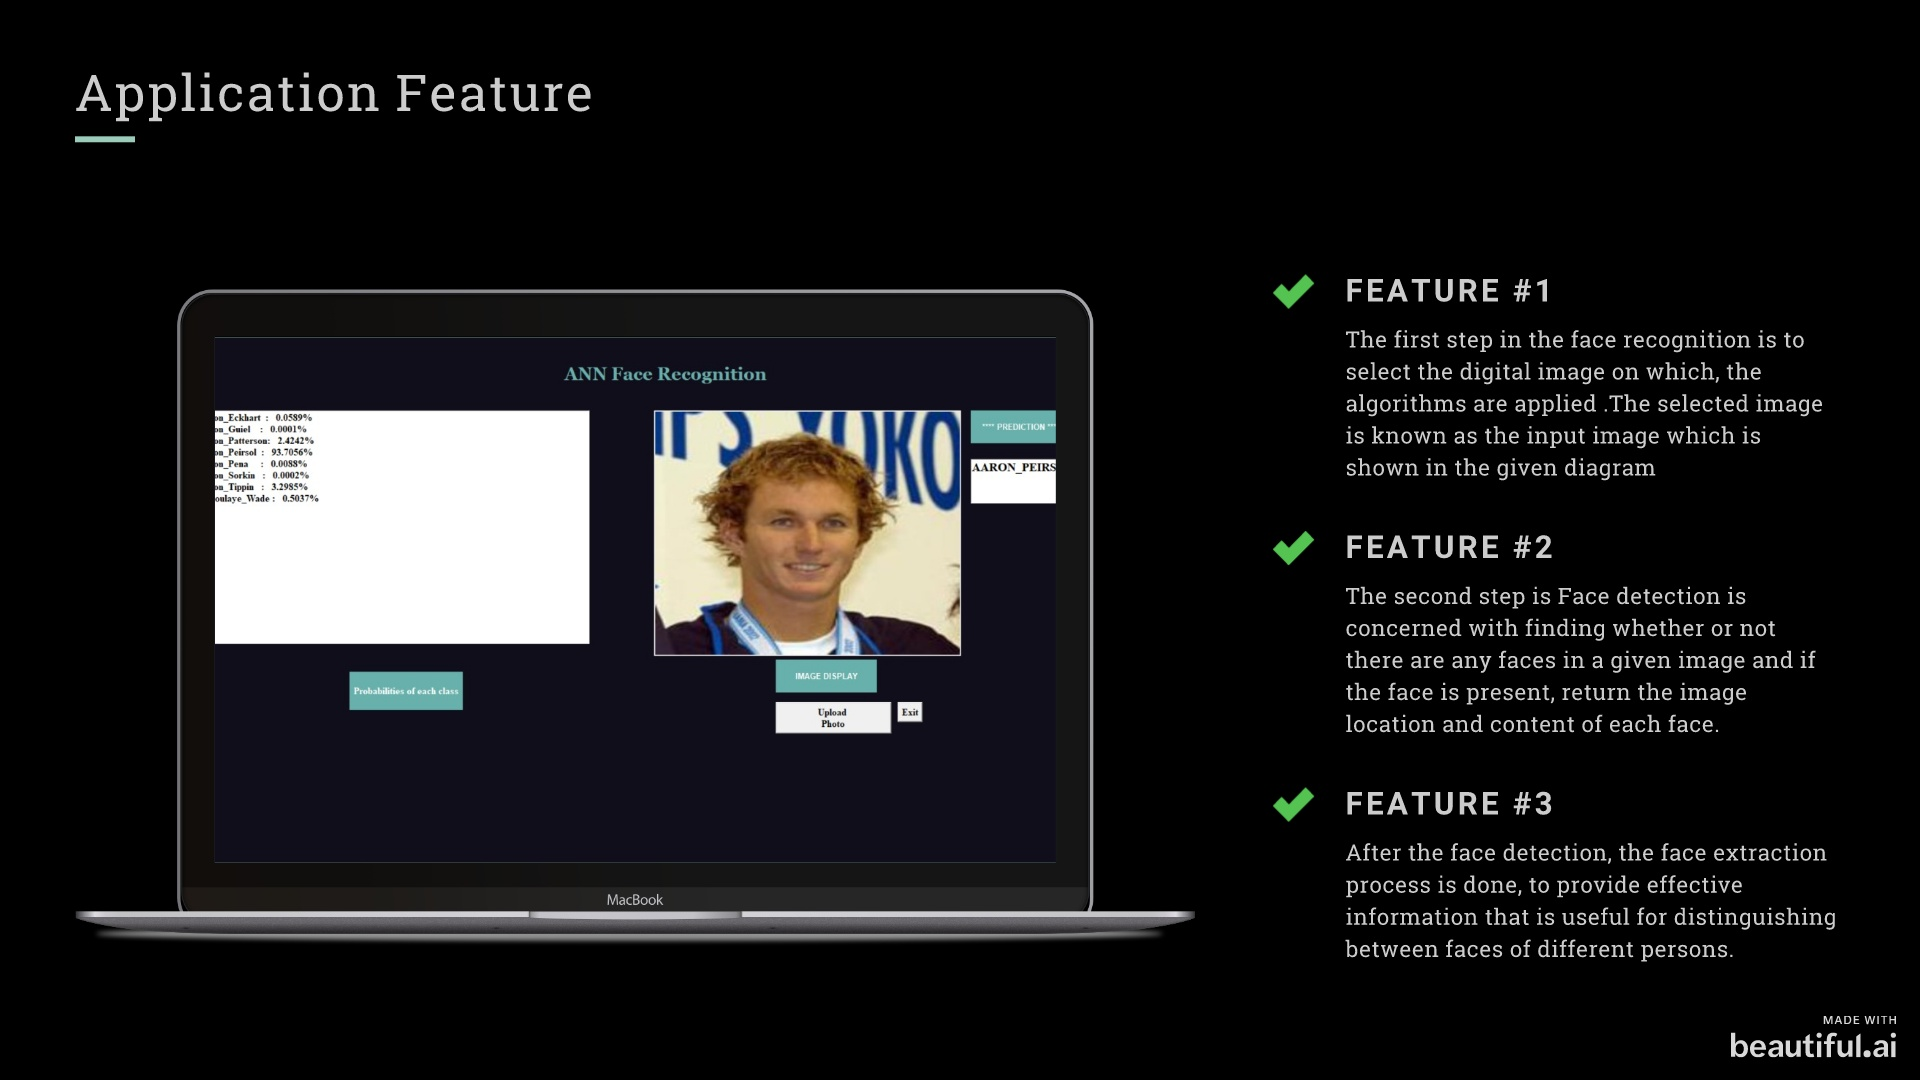 Application Feature
ANN Face Recognition
on_Eckhart : 0.0589%
on_Guiel : 0.0001%
on_Patterson: 2.4242%
on_Peirsol : 93.7056%
on_Pena : 0.0088%
on_Sorkin : 0.0002%
on_Tippin : 3.2985%
oulaye_Wade : 0.5037%
Probabilities of each class
YOKO
2007
IMAGE DISPLAY
Upload
Photo
Exit
**** PREDICTION ***
AARON_PEIRS
MacBook
FEATURE #1
The first step in the face recognition is to
select the digital image on which, the
algorithms are applied .The selected image
is known as the input image which is
shown in the given diagram
FEATURE #2
The second step is Face detection is
concerned with finding whether or not
there are any faces in a given image and if
the face is present, return the image
location and content of each face.
FEATURE #3
After the face detection, the face extraction
process is done, to provide effective
information that is useful for distinguishing
between faces of different persons.
MADE WITH
beautiful.ai